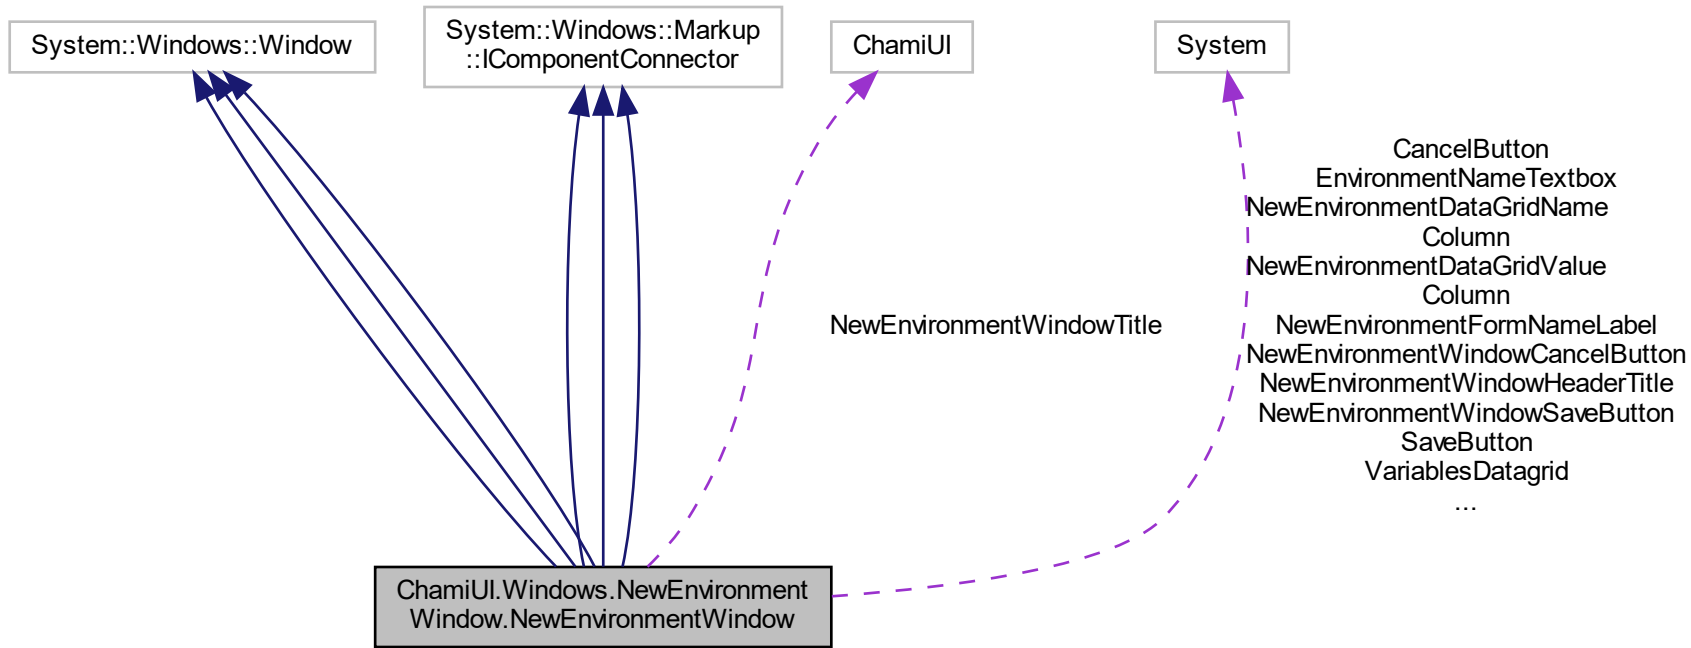 System::Windows::Window
System::Windows::Markup
::IComponentConnector
ChamiUI
System
CancelButton
EnvironmentNameTextbox
NewEnvironmentDataGridName
Column
NewEnvironmentDataGridValue
Column
NewEnvironmentFormNameLabel
NewEnvironmentWindowCancelButton
NewEnvironmentWindowHeaderTitle
NewEnvironmentWindowSaveButton
SaveButton
VariablesDatagrid
...
NewEnvironmentWindowTitle
ChamiUI.Windows.NewEnvironment
Window.NewEnvironmentWindow